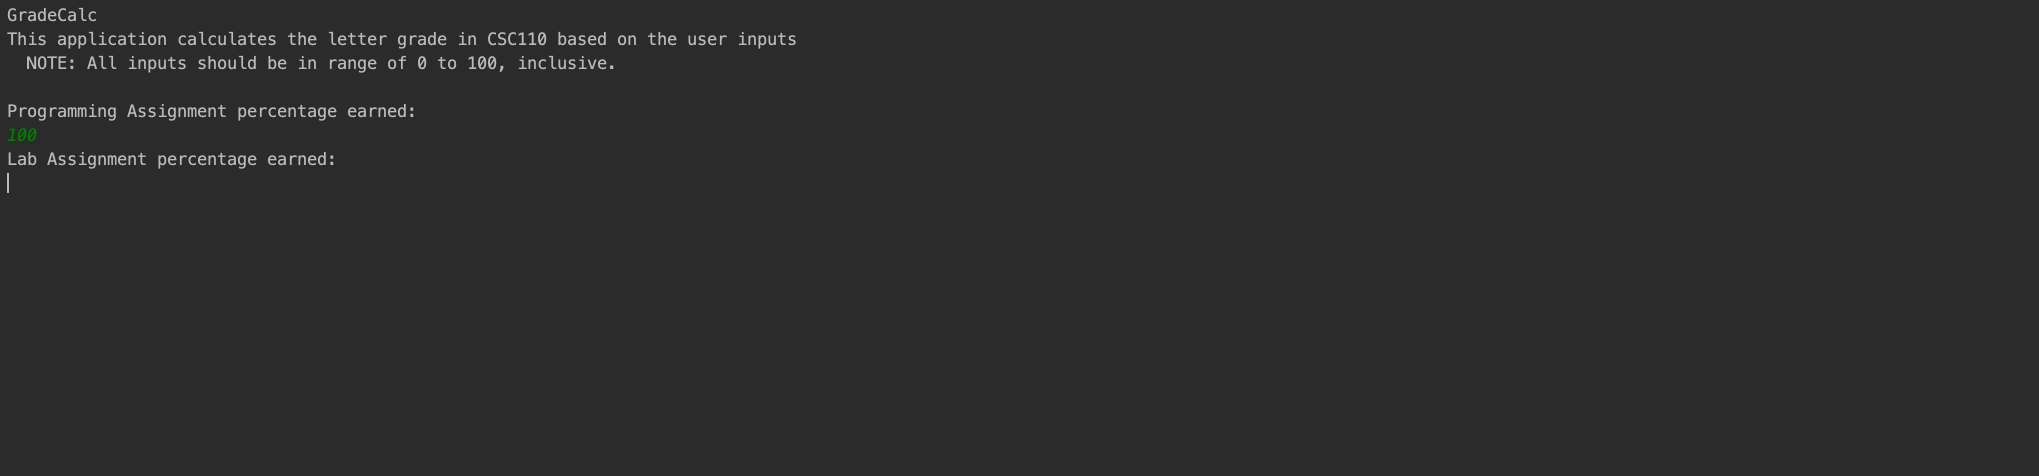 GradeCalc
This application calculates the letter grade in CSC110 based on the user inputs
NOTE: All inputs should be in range of 0 to 100, inclusive.
Programming Assignment percentage earned:
100
Lab Assignment percentage earned: